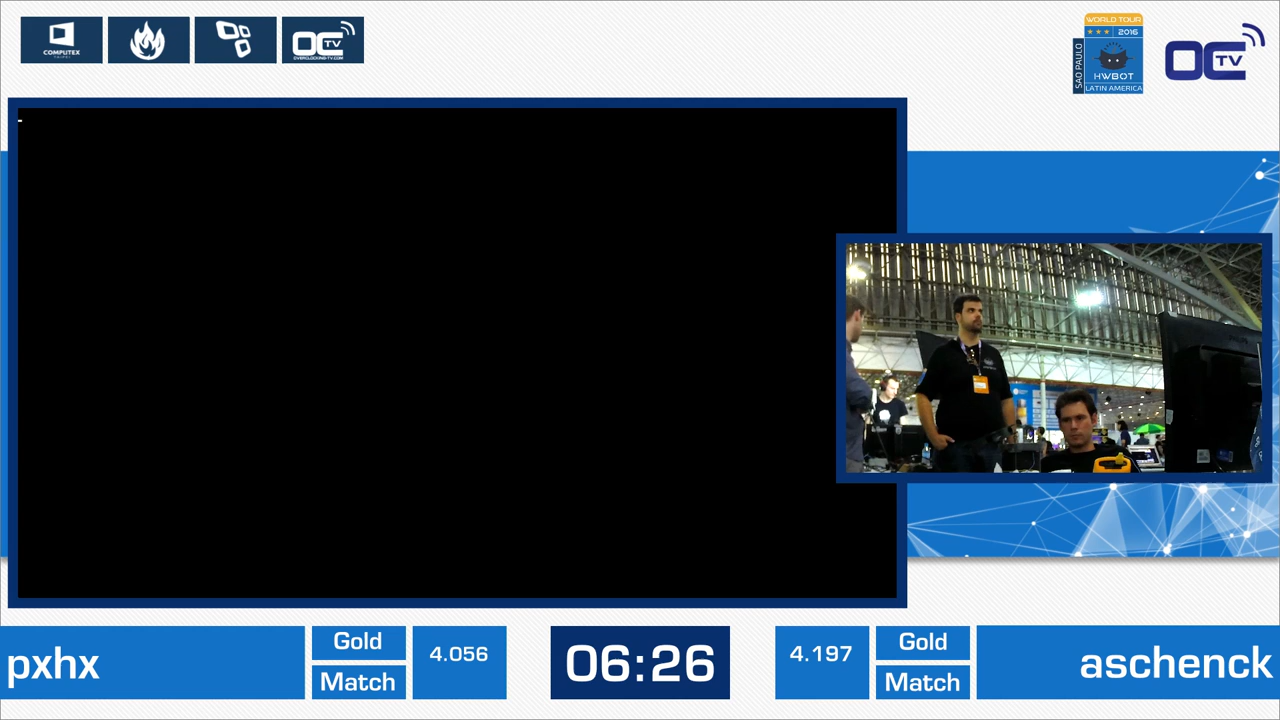 COMPUTEX
TAIPEI
OC TV
OVERCLOCKING-TV.COM
WORLD TOUR
2016
SAO PAULO
HWBOT
LATIN AMERICA
OC TV
pxhx
Gold
Match
4.056
06:26
4.197
Gold
Match
aschenck